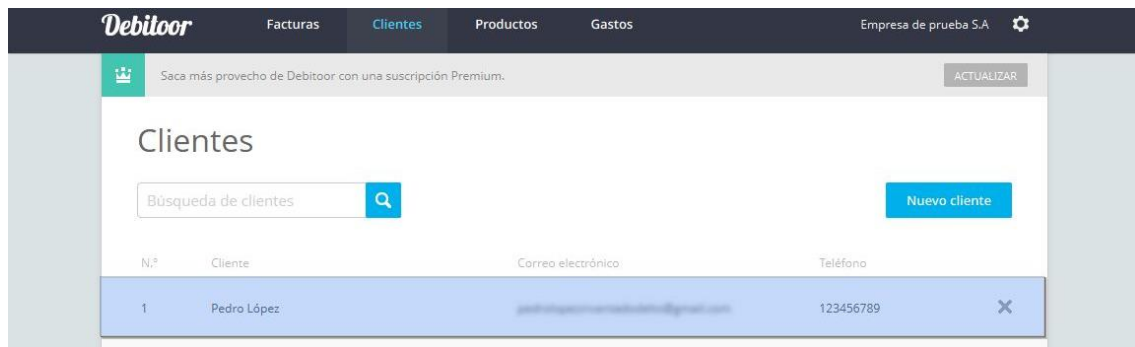 Debitoor Facturas Clientes Productos Gastos Empresa de prueba S.A
Saca más provecho de Debitoor con una suscripción Premium. ACTUALIZAR
Clientes
Búsqueda de clientes Nuevo cliente
N.º Cliente Correo electrónico Teléfono
1 Pedro López 123456789